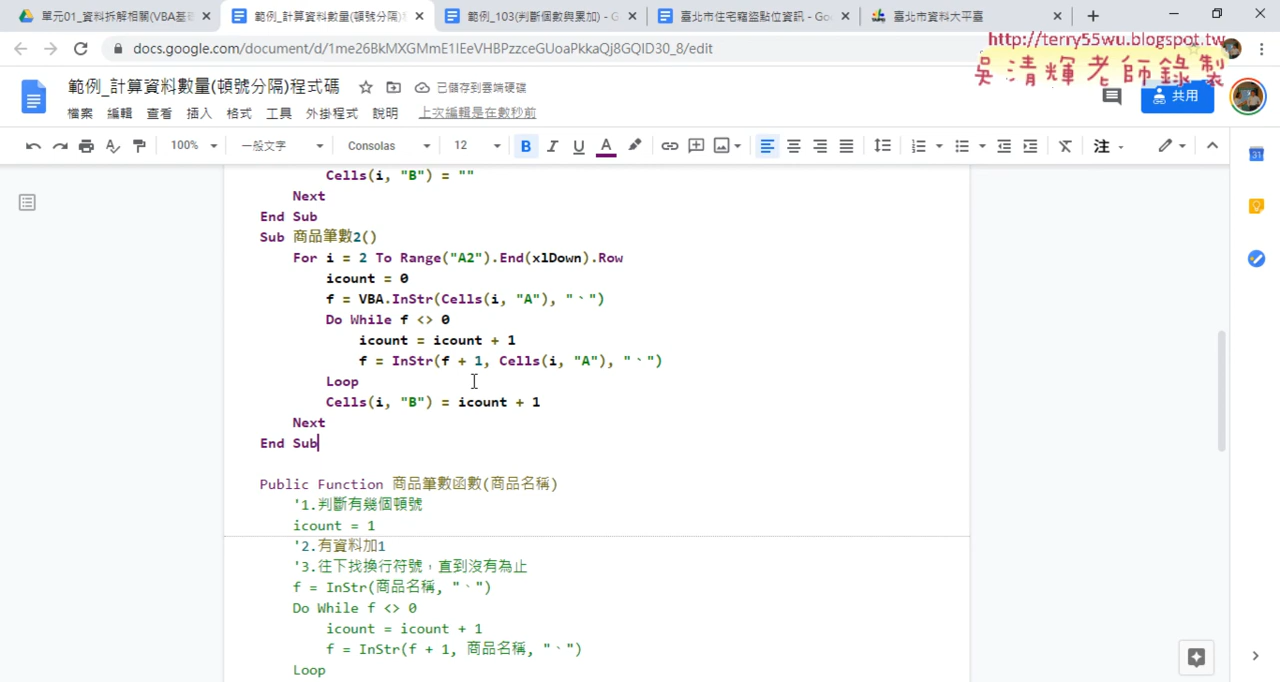 單元01_資料拆解相關(VBA基
範例_計算資料數量(頓號分隔)
範例_103(判斷個數與累加) - G
臺北市住宅竊盜點位資訊 - Goo
臺北市資料大平臺
docs.google.com/document/d/1me26BkMXGMmE1IEeVHBPzzceGUoaPkkaQj8GQID30_8/edit
http://terry55wu.blogspot.tw
吳清輝老師錄製
範例_計算資料數量(頓號分隔)程式碼
已儲存到雲端硬碟
共用
檔案 編輯 查看 插入 格式 工具 外掛程式 說明 上次編輯是在數秒前
100% 一般文字 Consolas 12 B I U A 注
31
Cells(i, "B") = ""
Next
End Sub
Sub 商品筆數2()
For i = 2 To Range("A2").End(xlDown).Row
icount = 0
f = VBA.InStr(Cells(i, "A"), "、")
Do While f <> 0
icount = icount + 1
f = InStr(f + 1, Cells(i, "A"), "、")
Loop
Cells(i, "B") = icount + 1
Next
End Sub
Public Function 商品筆數函數(商品名稱)
'1.判斷有幾個頓號
icount = 1
'2.有資料加1
'3.往下找換行符號，直到沒有為止
f = InStr(商品名稱, "、")
Do While f <> 0
icount = icount + 1
f = InStr(f + 1, 商品名稱, "、")
Loop